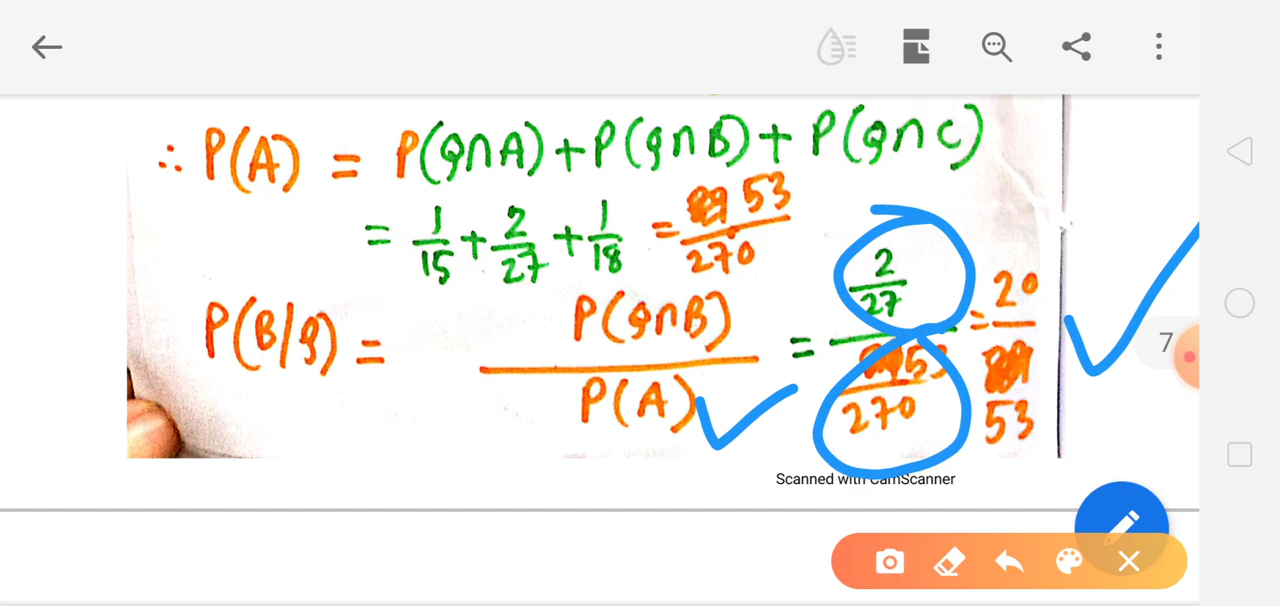 ∴ P(A) = P(Q∩A) + P(Q∩B) + P(Q∩C)
= 1/15 + 2/27 + 1/18 = 53/270
P(B/Q) = P(Q∩B)/P(A) = (2/27)/(53/270) = 20/53
7
Scanned with CamScanner